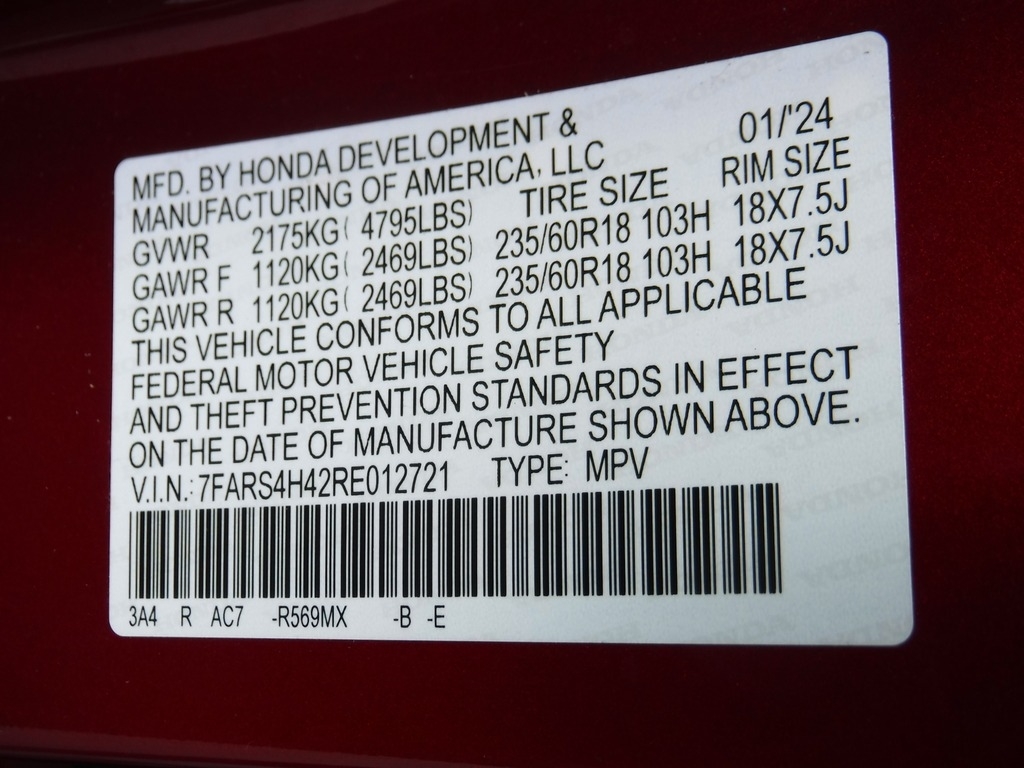 MFD. BY HONDA DEVELOPMENT & 01/'24
MANUFACTURING OF AMERICA, LLC
TIRE SIZE RIM SIZE
GVWR 2175KG( 4795LBS)
GAWR F 1120KG( 2469LBS) 235/60R18 103H 18X7.5J
GAWR R 1120KG( 2469LBS) 235/60R18 103H 18X7.5J
THIS VEHICLE CONFORMS TO ALL APPLICABLE
FEDERAL MOTOR VEHICLE SAFETY
AND THEFT PREVENTION STANDARDS IN EFFECT
ON THE DATE OF MANUFACTURE SHOWN ABOVE.
V.I.N.: 7FARS4H42RE012721 TYPE: MPV
3A4 R AC7 -R569MX -B -E